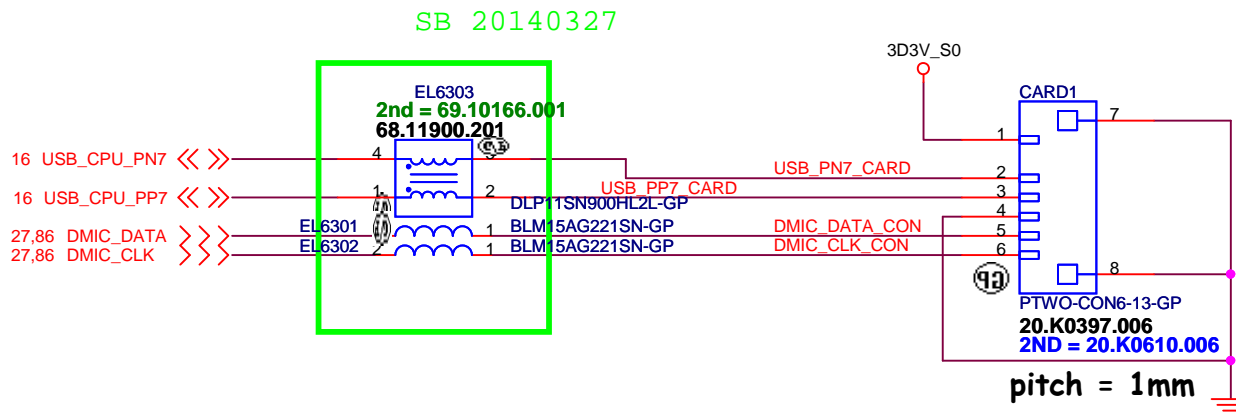 SB 20140327
3D3V_S0
EL6303
2nd = 69.10166.001
68.11900.201
CARD1
7
1
16 USB_CPU_PN7
4
3
USB_PN7_CARD
2
16 USB_CPU_PP7
1
2
USB_PP7_CARD
3
DLP11SN900HL2L-GP
4
27,86 DMIC_DATA
EL6301
1
BLM15AG221SN-GP
DMIC_DATA_CON
5
27,86 DMIC_CLK
EL6302
2
1
BLM15AG221SN-GP
DMIC_CLK_CON
6
8
GP
PTWO-CON6-13-GP
20.K0397.006
2ND = 20.K0610.006
pitch = 1mm